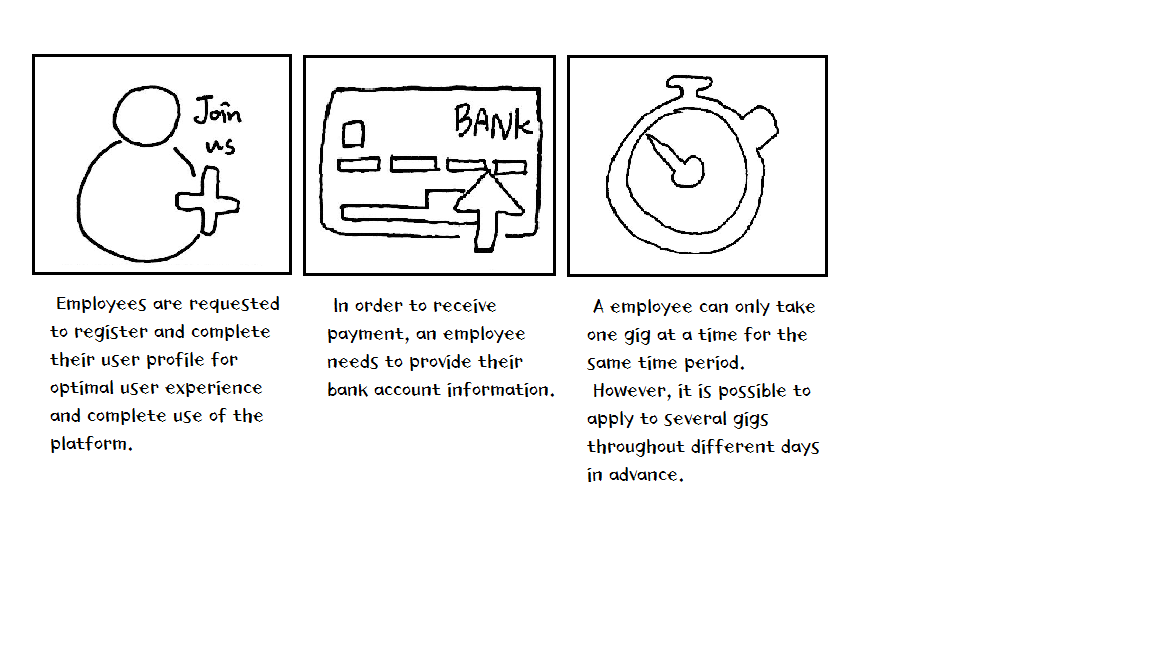 Join
us
BANK
Employees are requested
to register and complete
their user profile for
optimal user experience
and complete use of the
platform.
In order to receive
payment, an employee
needs to provide their
bank account information.
A employee can only take
one gig at a time for the
same time period.
However, it is possible to
apply to several gigs
throughout different days
in advance.